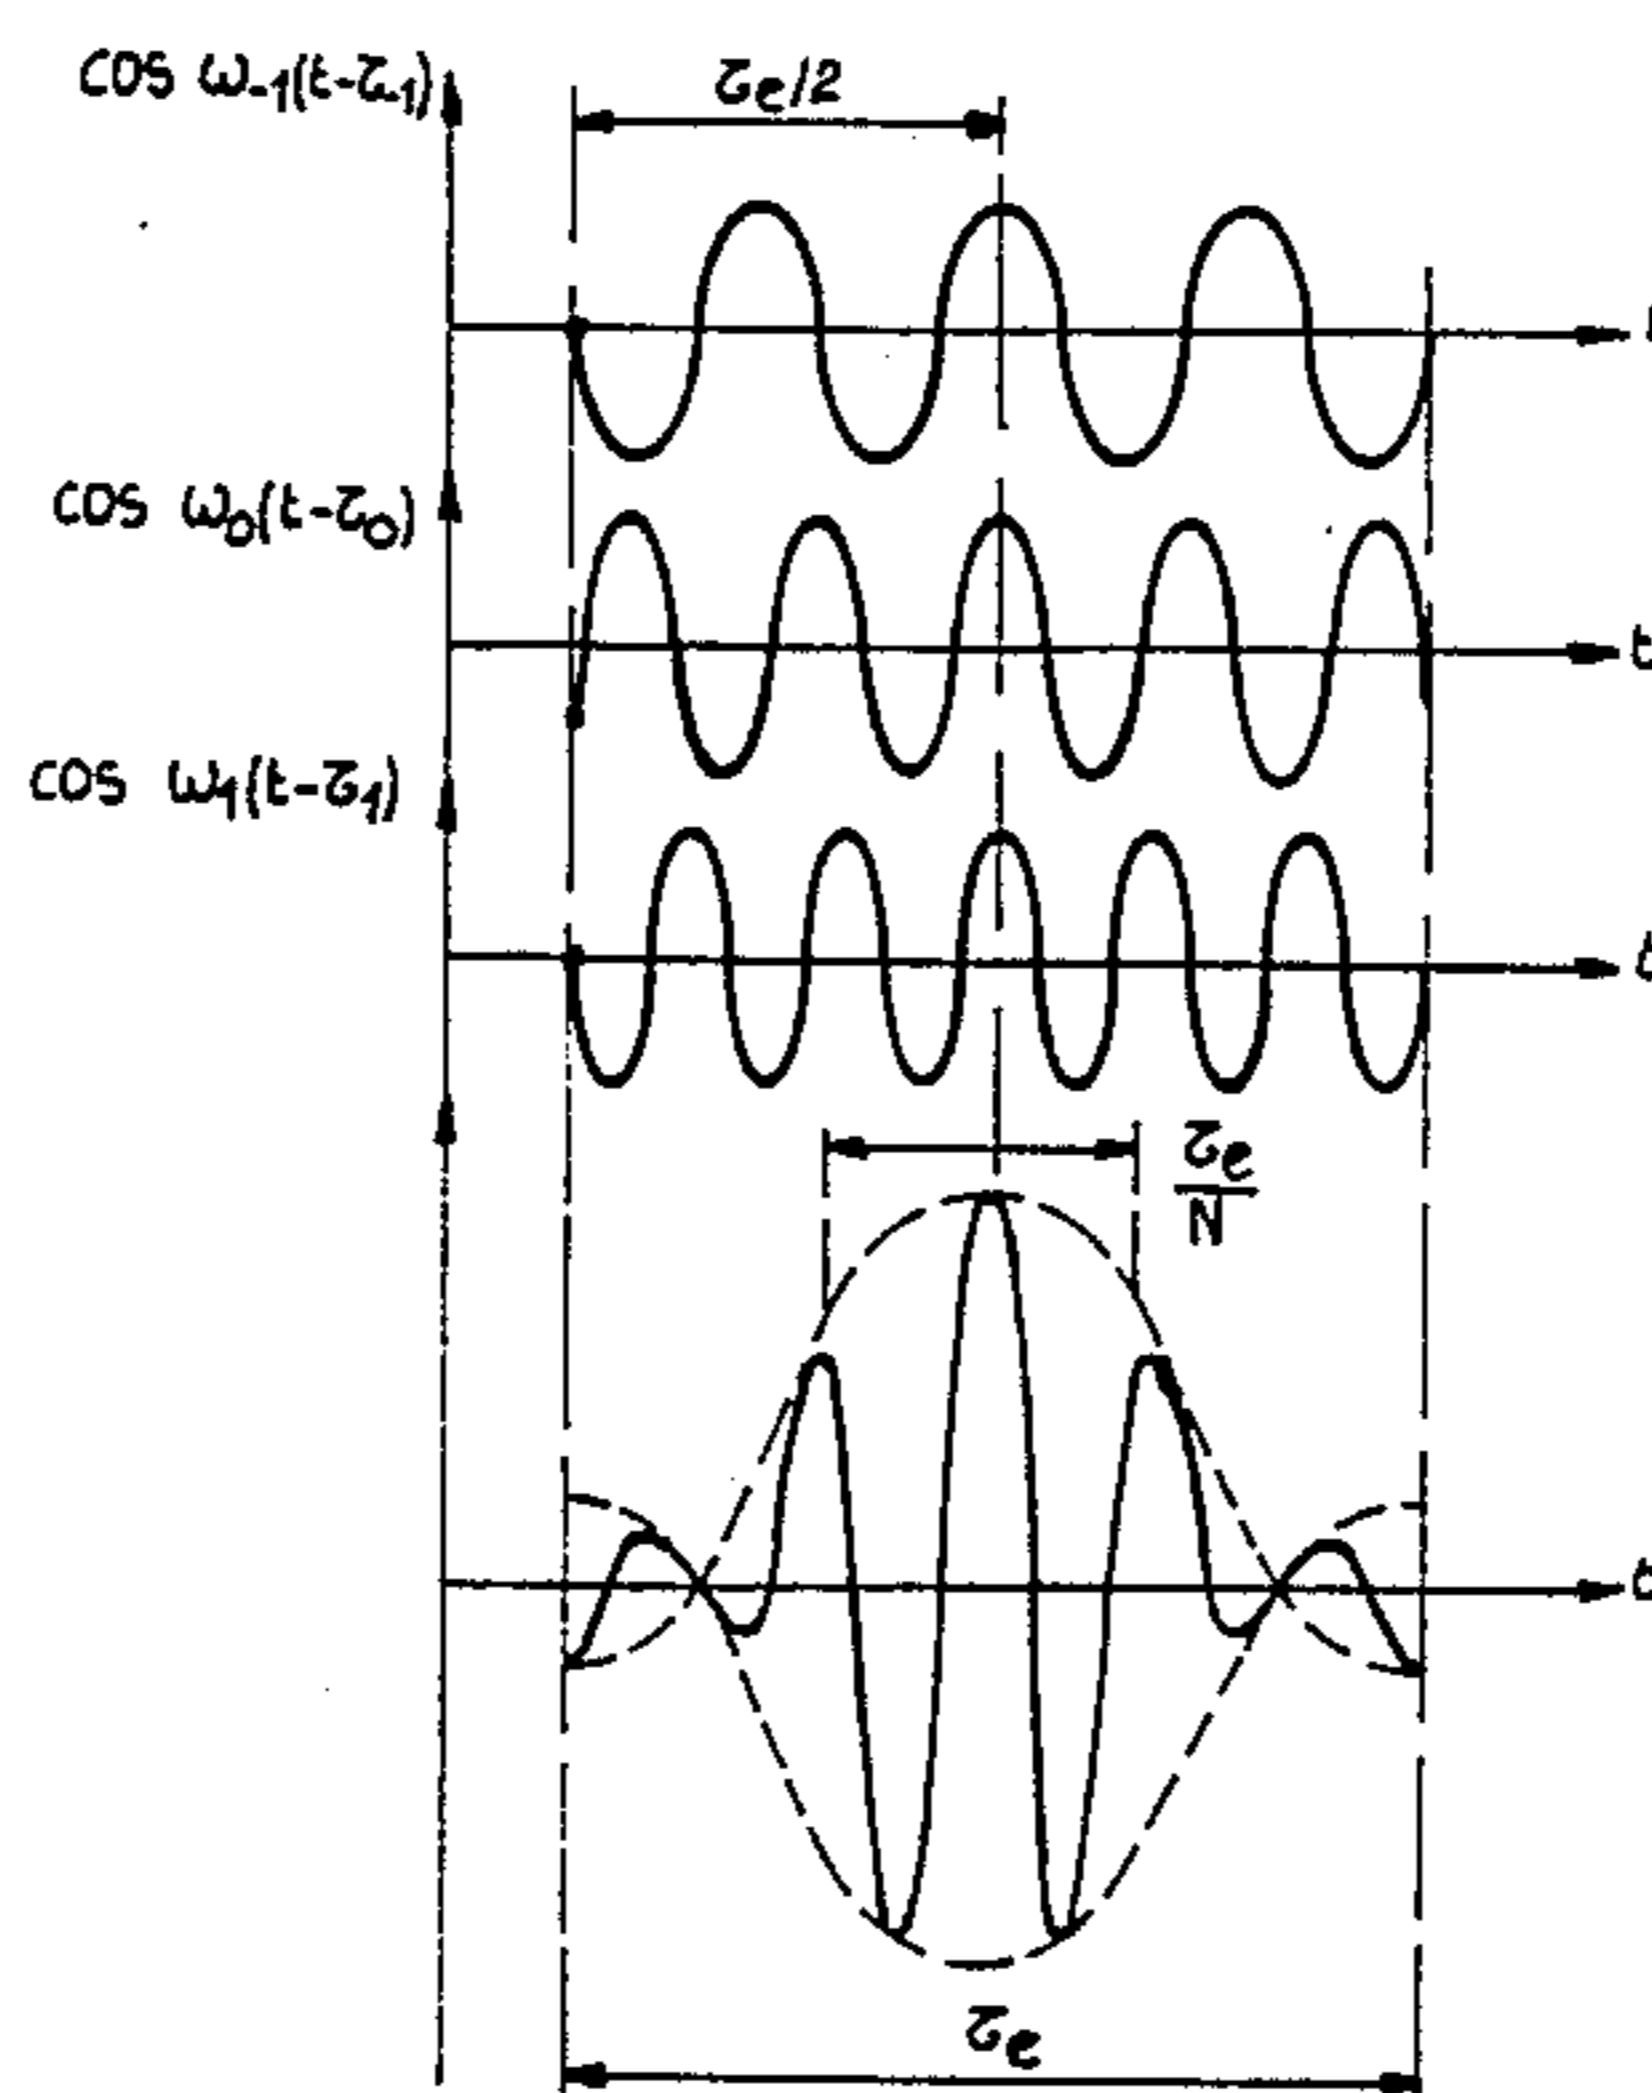 cos ω-1(t-τ-1)
τe/2
cos ω0(t-τ0)
t
cos ω1(t-τ1)
t
τe
N
t
τe